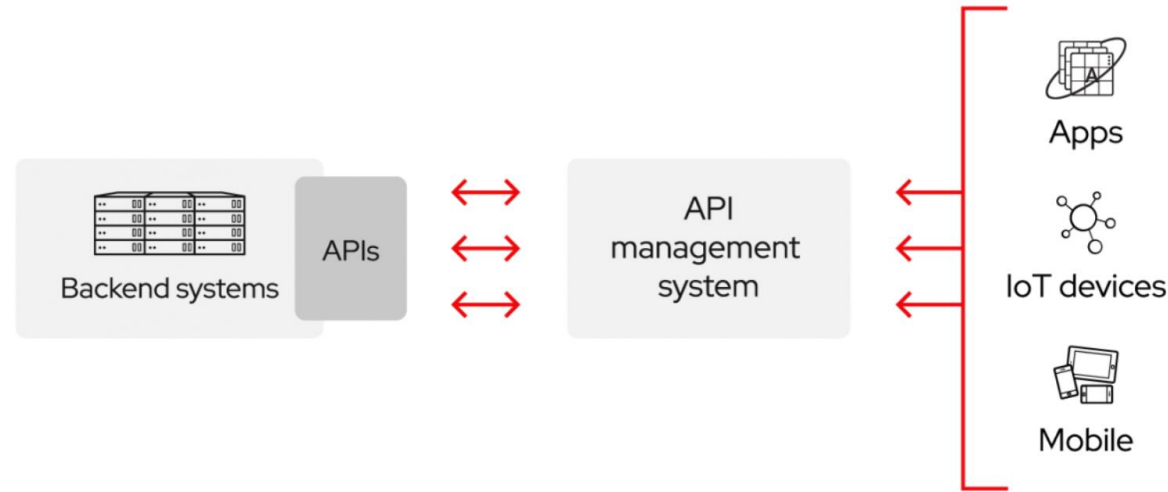 Backend systems
APIs
API
management
system
A
Apps
IoT devices
Mobile